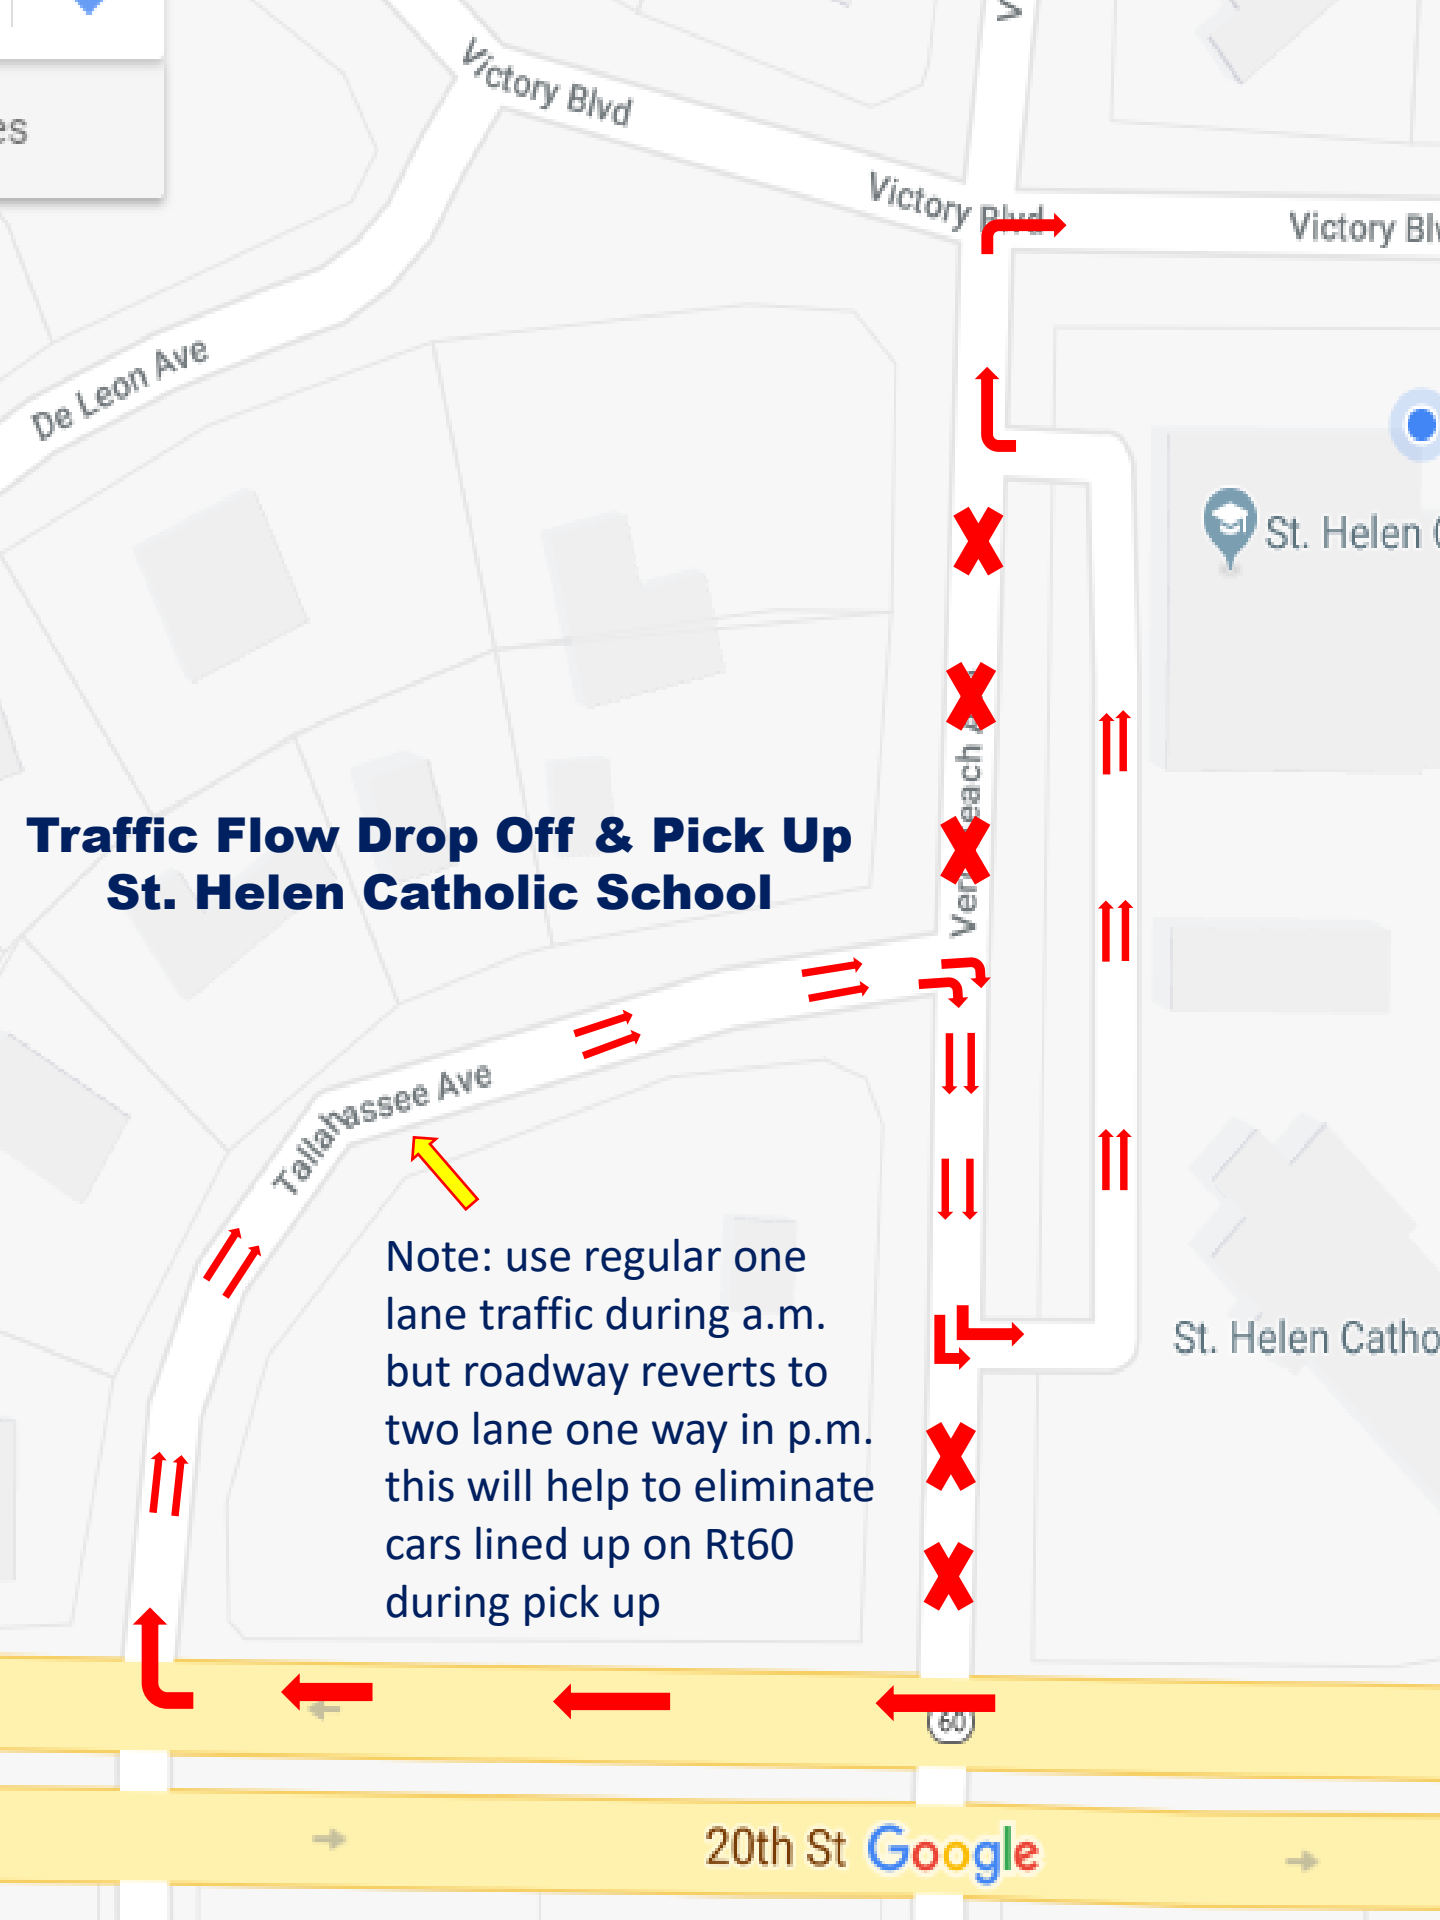 Victory Blvd
es
Victory Blvd
Victory Blv
De Leon Ave
St. Helen C
Traffic Flow Drop Off & Pick Up
St. Helen Catholic School
Tallahassee Ave
Note: use regular one
lane traffic during a.m.
but roadway reverts to
two lane one way in p.m.
this will help to eliminate
cars lined up on Rt60
during pick up
St. Helen Catho
60
20th St Google